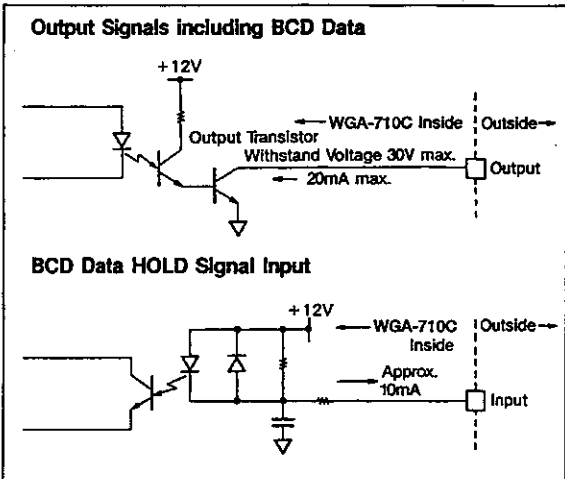 Output Signals including BCD Data
+12V
WGA-710C Inside
Outside
Output Transistor
Withstand Voltage 30V max.
20mA max.
Output
BCD Data HOLD Signal Input
+12V
WGA-710C
Inside
Outside
Approx.
10mA
Input